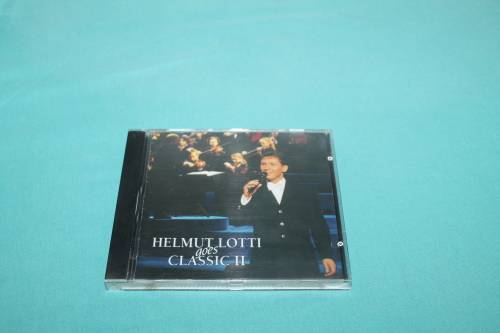 HELMUT LOTTI
goes
CLASSIC II